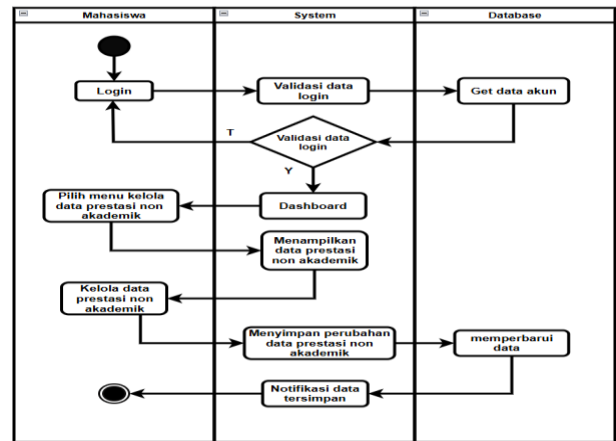 Mahasiswa
System
Database
Login
Validasi data
login
Get data akun
Validasi data
login
T
Y
Dashboard
Pilih menu kelola
data prestasi non
akademik
Menampilkan
data prestasi
non akademik
Kelola data
prestasi non
akademik
Menyimpan perubahan
data prestasi non
akademik
memperbarui
data
Notifikasi data
tersimpan